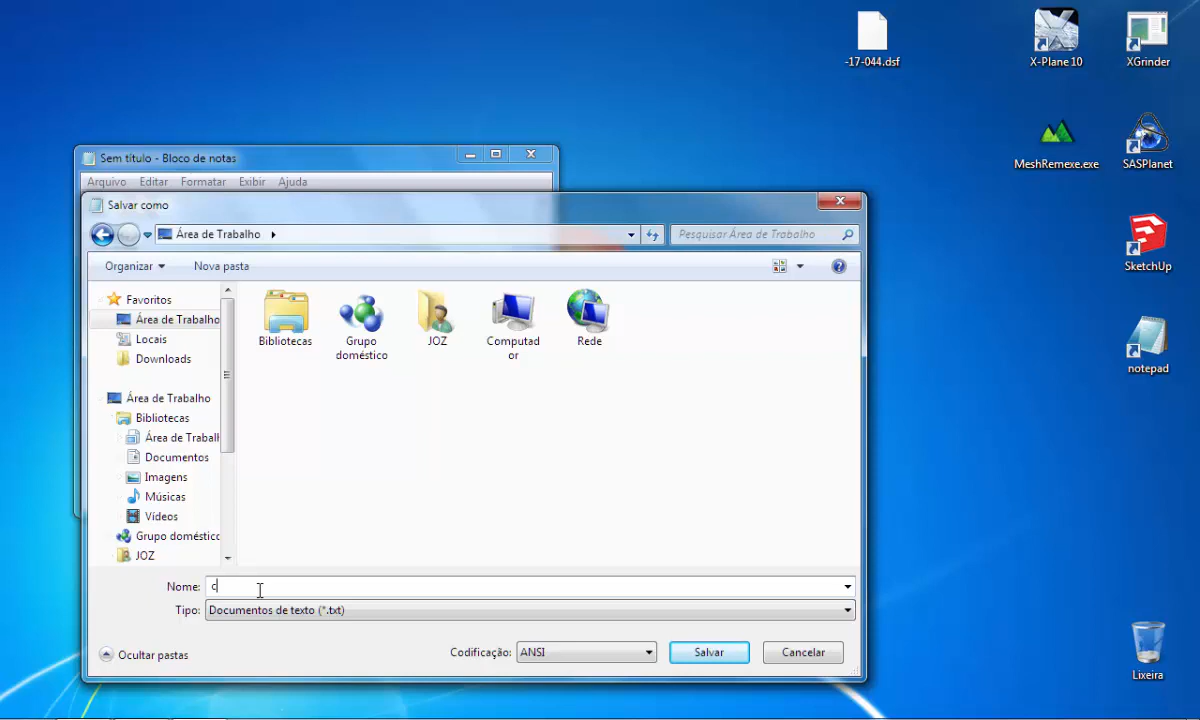 -17-044.dsf
X-Plane 10
XGrinder
MeshRemexe.exe
SASPlanet
SketchUp
notepad
Lixeira
Sem título - Bloco de notas
Arquivo Editar Formatar Exibir Ajuda
Salvar como
Área de Trabalho
Pesquisar Área de Trabalho
Organizar Nova pasta
Favoritos
Área de Trabalho
Locais
Downloads
Área de Trabalho
Bibliotecas
Área de Trabalh
Documentos
Imagens
Músicas
Vídeos
Grupo doméstico
JOZ
Bibliotecas
Grupo
doméstico
JOZ
Computad
or
Rede
Nome: c
Tipo: Documentos de texto (*.txt)
Ocultar pastas
Codificação: ANSI
Salvar
Cancelar